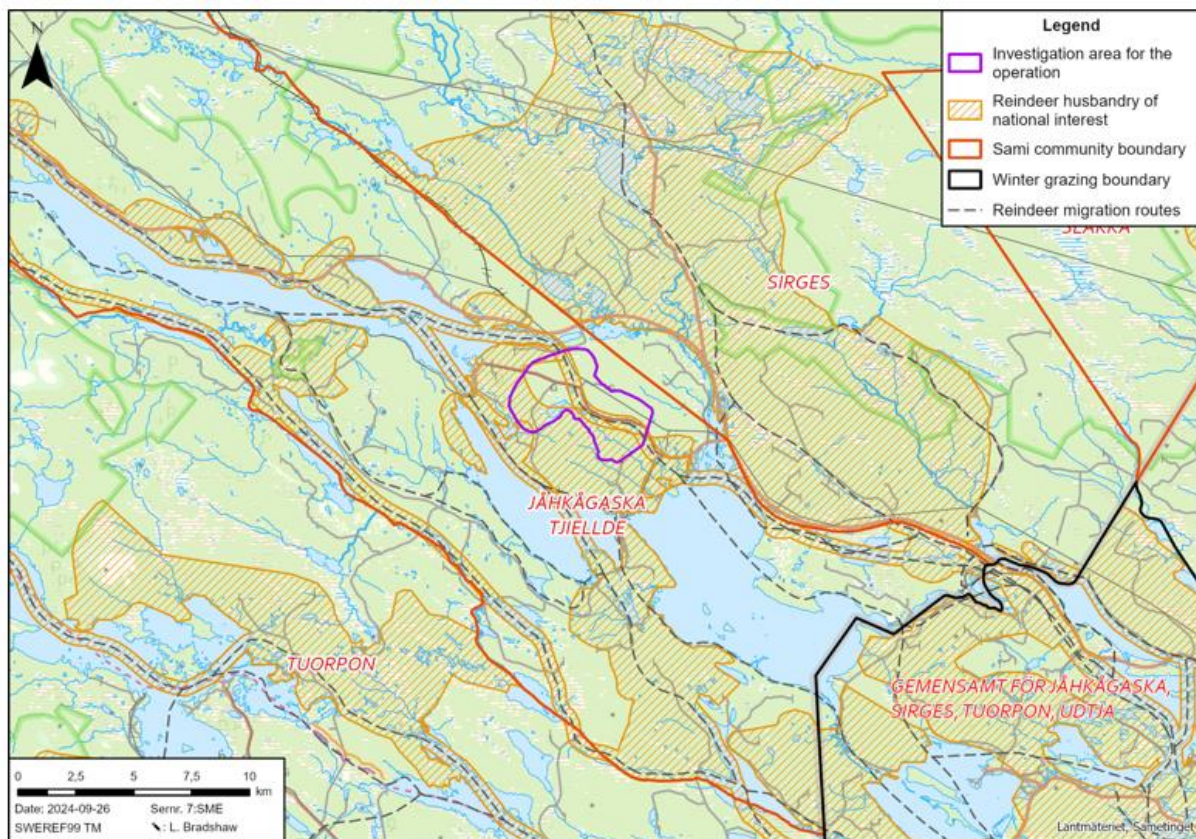 N
Legend
Investigation area for the
operation
Reindeer husbandry of
national interest
Sami community boundary
Winter grazing boundary
Reindeer migration routes
SIRGES
JÅHKÅGASKA
TJIELLDE
TUORPON
GEMENSAMT FÖR JÅHKÅGASKA,
SIRGES, TUORPON, UDTJA
0 2,5 5 7,5 10
km
Date: 2024-09-26 Sernr. 7:SME
SWEREF99 TM : L. Bradshaw
Lantmäteriet, Sametinget